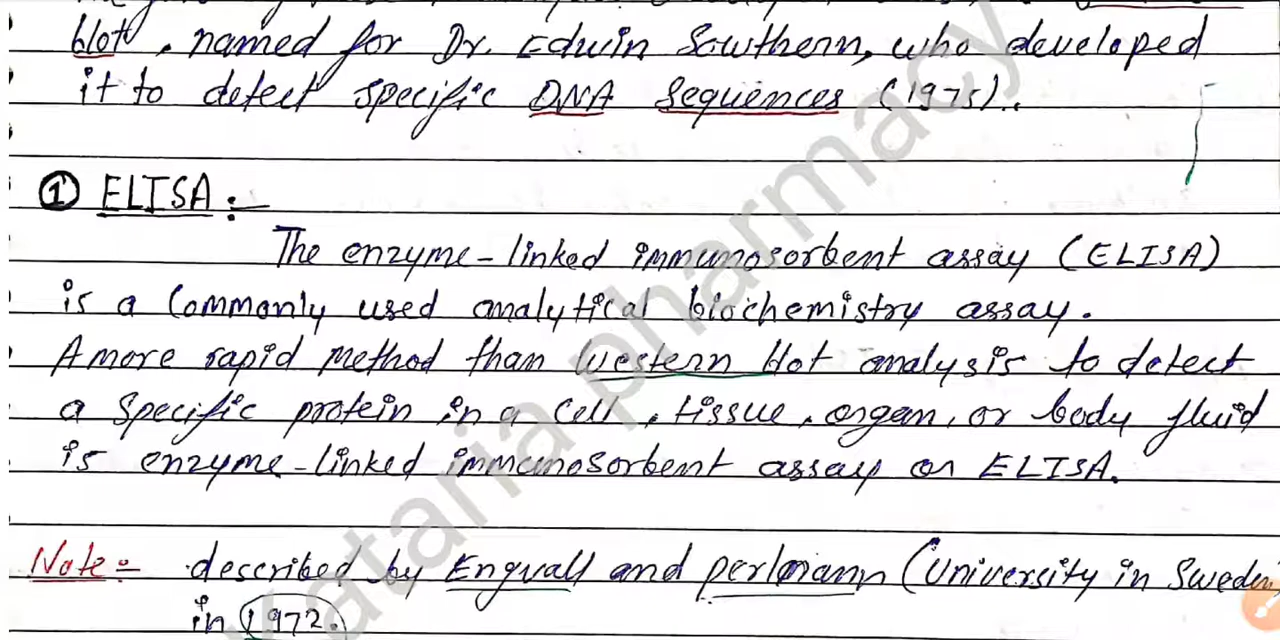 blot, named for Dr. Edwin Southern, who developed
it to detect specific DNA Sequences (1975).
① ELISA :-
The enzyme-linked immunosorbent assay (ELISA)
is a Commonly used analytical biochemistry assay.
A more rapid method than western blot analysis to detect
a specific protein in a cell, tissue, organ, or body fluid
is enzyme-linked immunosorbent assay or ELISA.
Note:- described by Engvall and perlmann (University in Sweden)
in 1972.
Kataria pharmacy